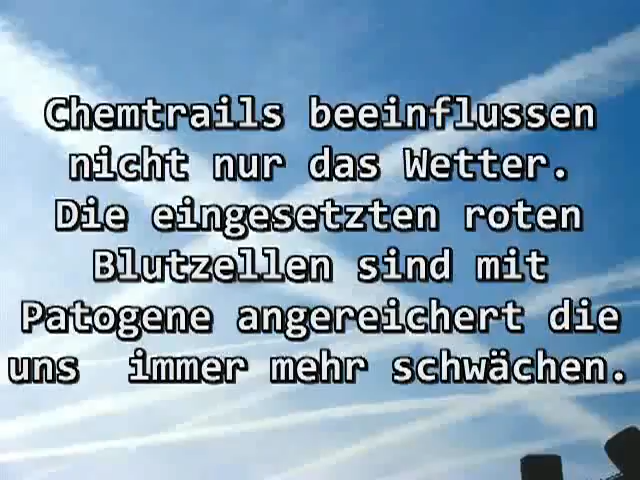 Chemtrails beeinflussen
nicht nur das Wetter.
Die eingesetzten roten
Blutzellen sind mit
Patogene angereichert die
uns  immer mehr schwächen.